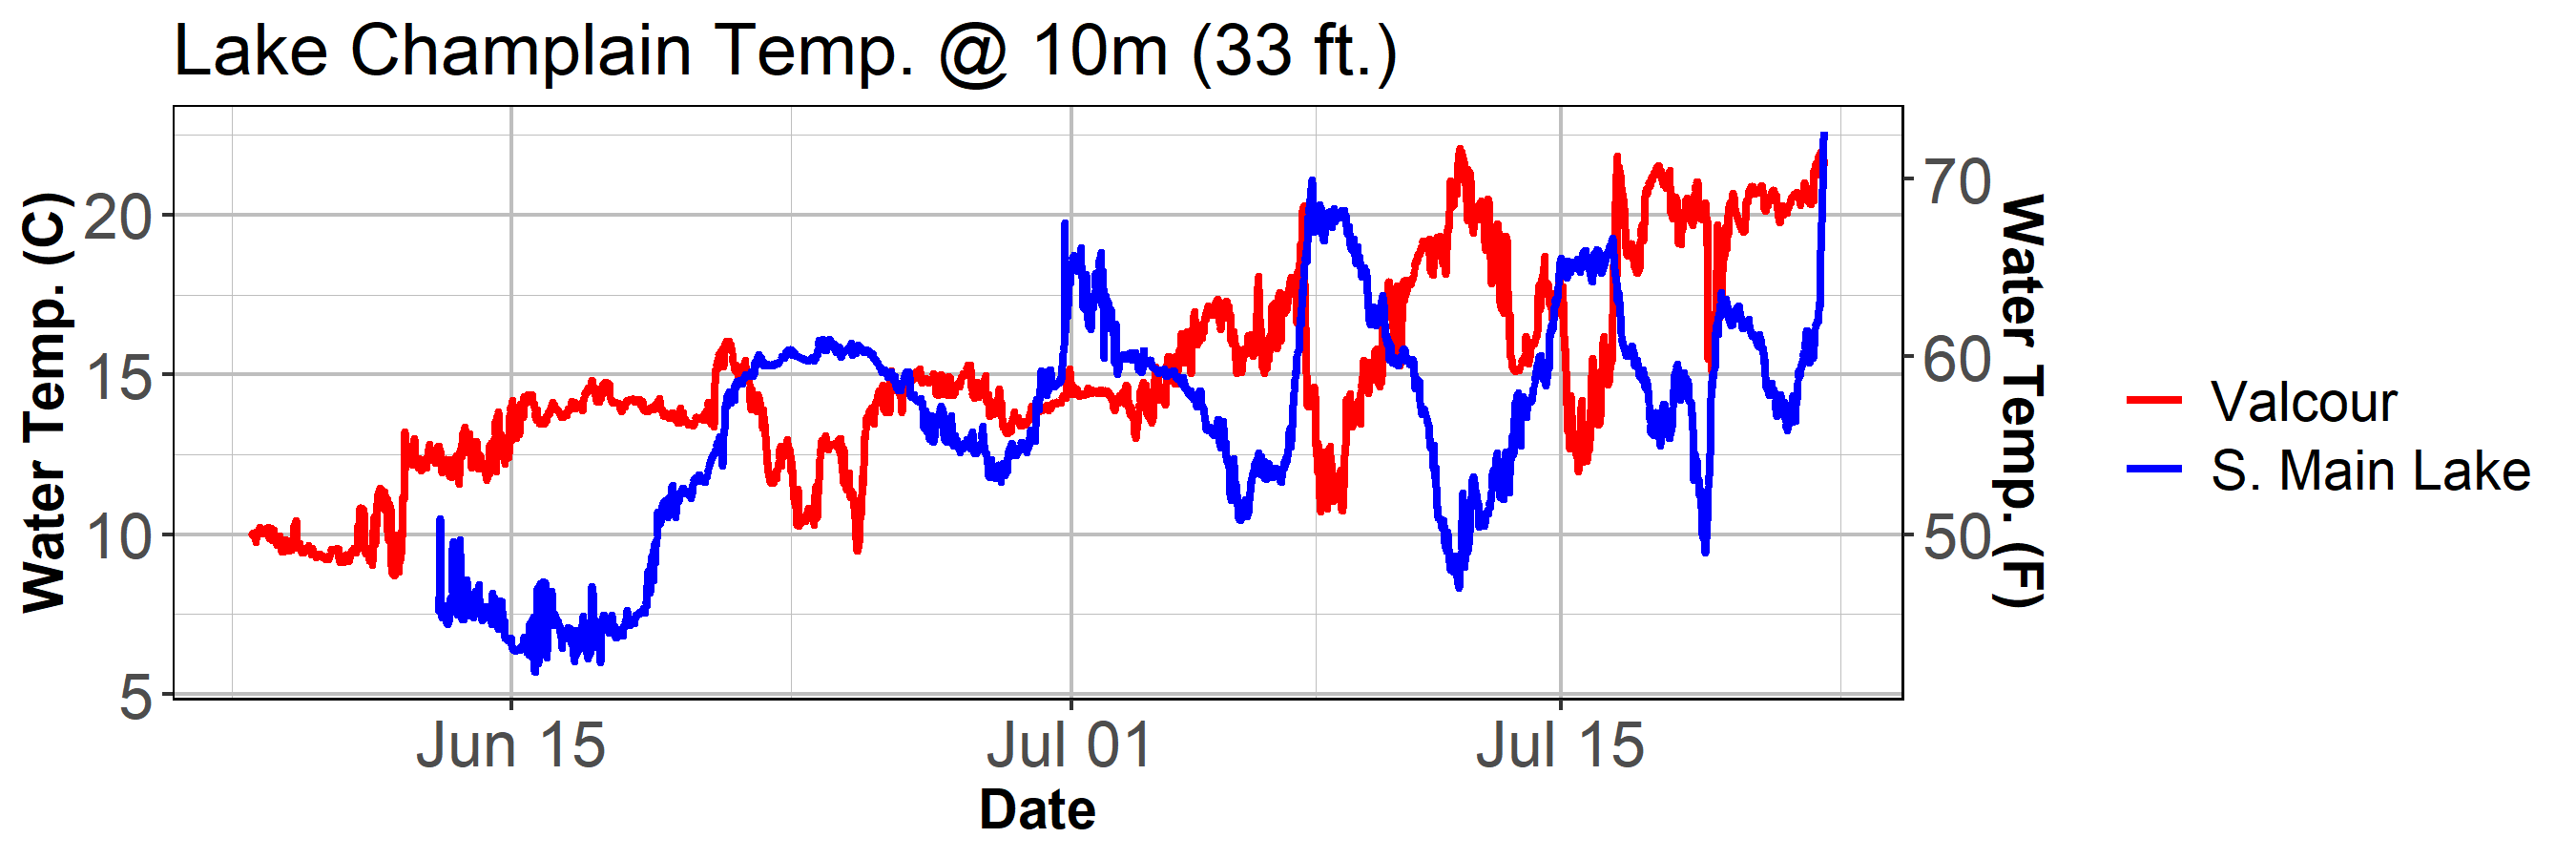 Lake Champlain Temp. @ 10m (33 ft.)
Water Temp. (C)
20
15
10
5
70
60
50
Water Temp. (F)
Jun 15
Jul 01
Jul 15
Date
Valcour
S. Main Lake